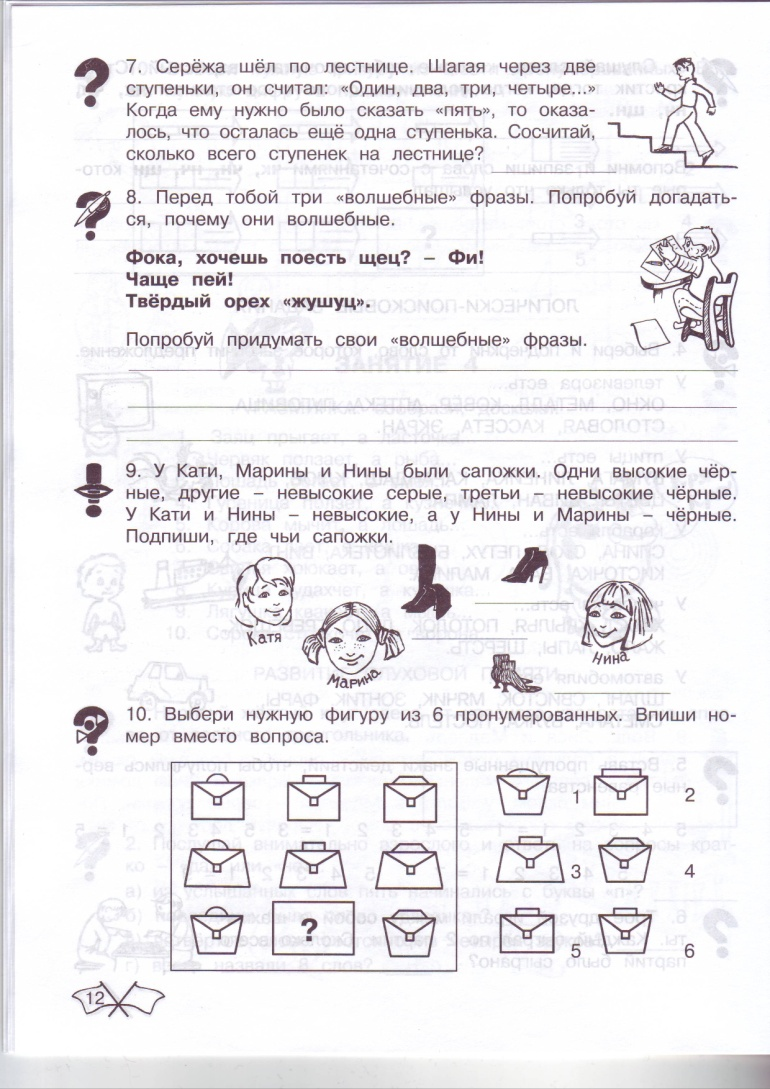 7. Серёжа шёл по лестнице. Шагая через две
ступеньки, он считал: «Один, два, три, четыре...»
Когда ему нужно было сказать «пять», то оказа-
лось, что осталась ещё одна ступенька. Сосчитай,
сколько всего ступенек на лестнице?
8. Перед тобой три «волшебные» фразы. Попробуй догадать-
ся, почему они волшебные.
Фока, хочешь поесть щец? – Фи!
Чаще пей!
Твёрдый орех «жушуц».
Попробуй придумать свои «волшебные» фразы.
9. У Кати, Марины и Нины были сапожки. Одни высокие чёр-
ные, другие – невысокие серые, третьи – невысокие чёрные.
У Кати и Нины – невысокие, а у Нины и Марины – чёрные.
Подпиши, где чьи сапожки.
Катя
Марина
Нина
10. Выбери нужную фигуру из 6 пронумерованных. Впиши но-
мер вместо вопроса.
1
2
3
4
?
5
6
12